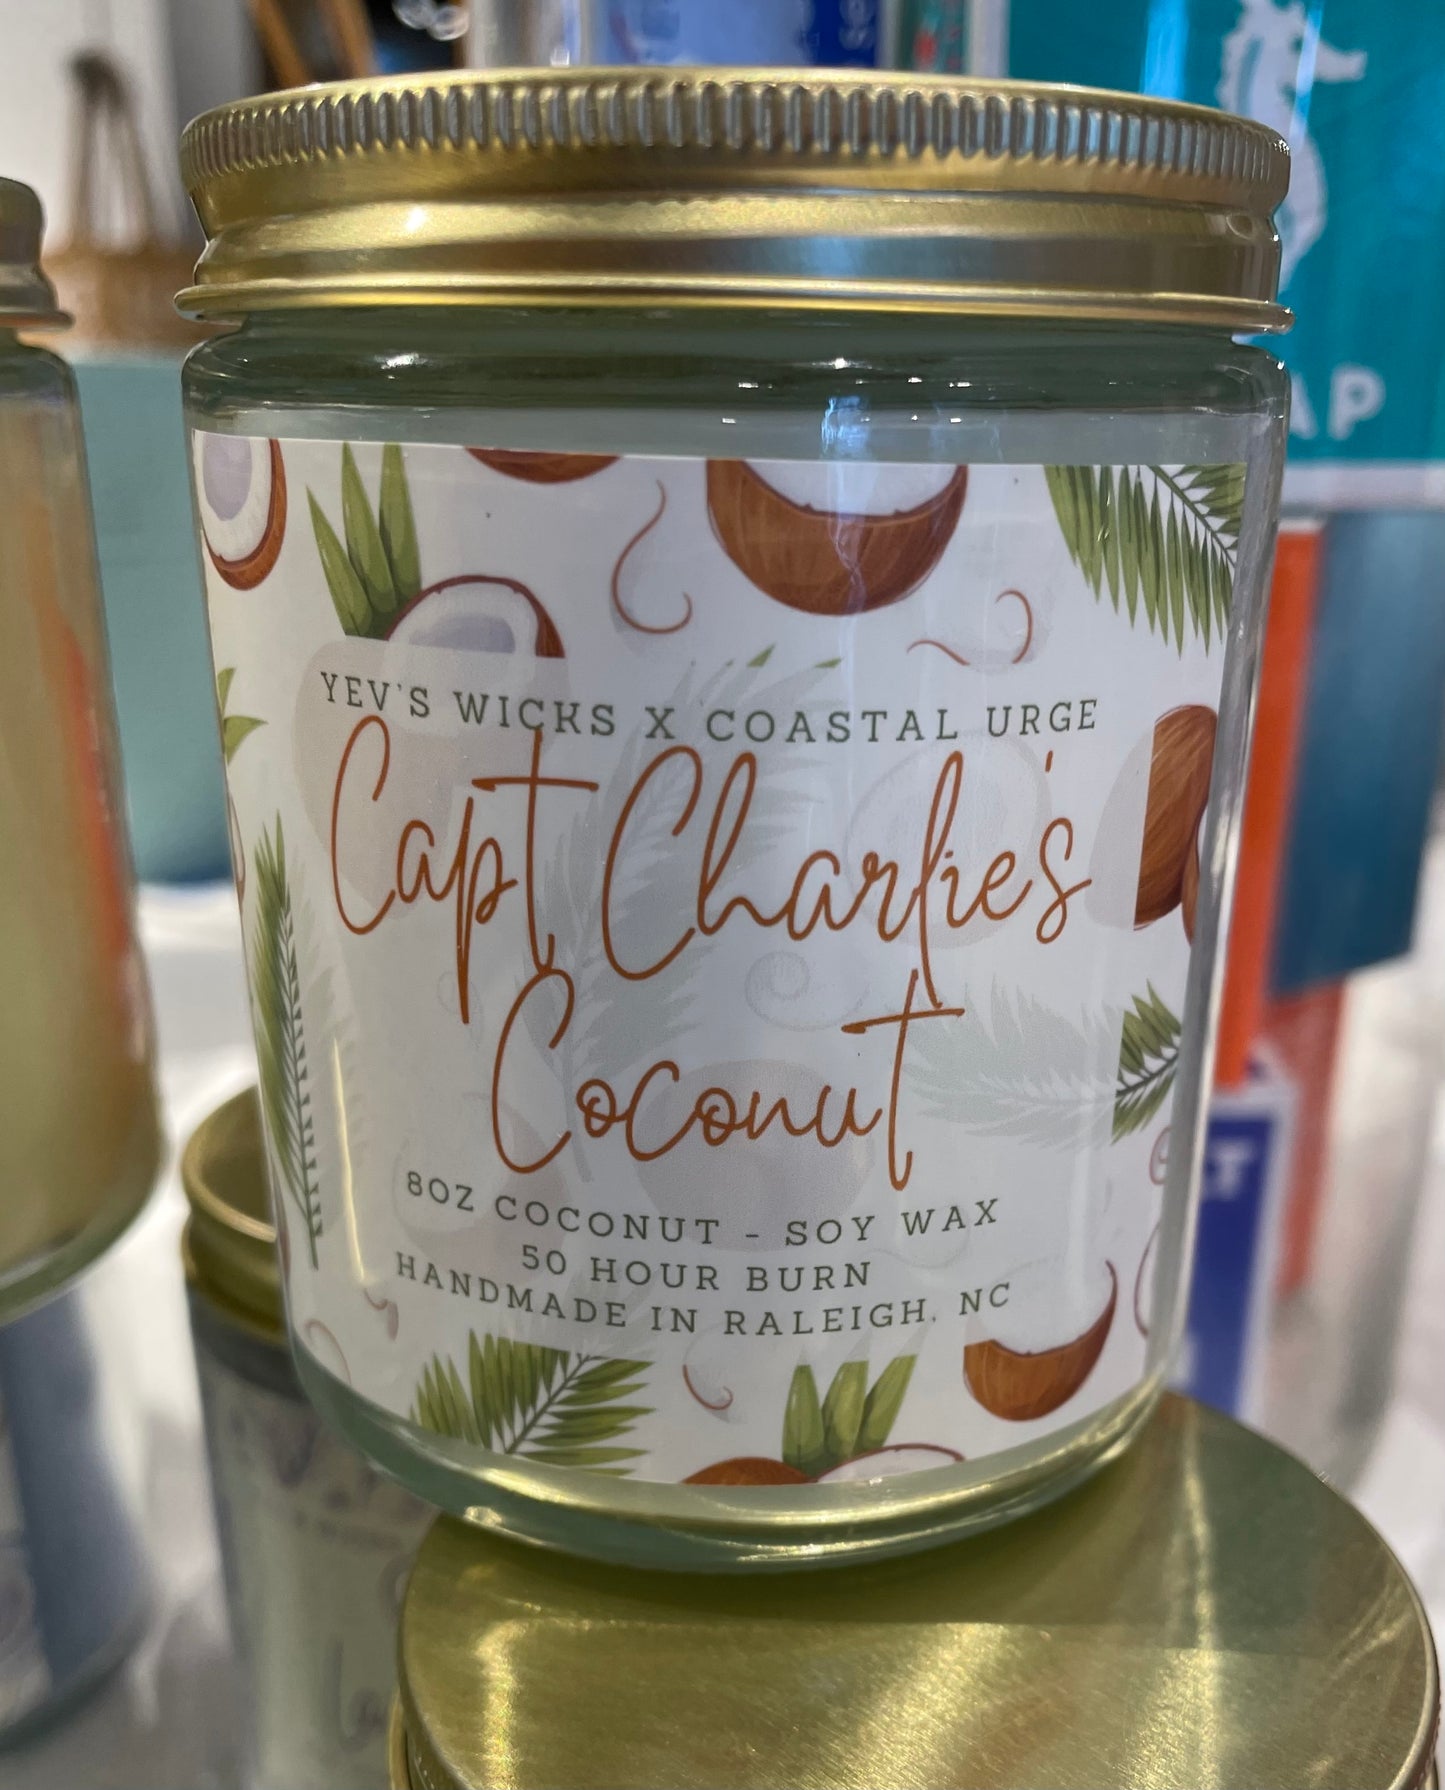 YEV'S WICKS X COASTAL URGE
Capt Charlie's
Coconut
8OZ COCONUT - SOY WAX
50 HOUR BURN
HANDMADE IN RALEIGH, NC